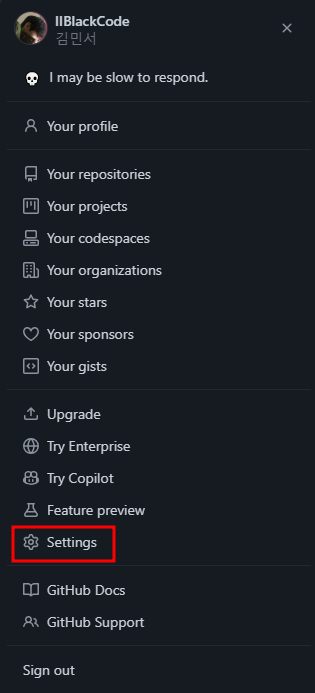 IIBlackCode
김민서
I may be slow to respond.
Your profile
Your repositories
Your projects
Your codespaces
Your organizations
Your stars
Your sponsors
Your gists
Upgrade
Try Enterprise
Try Copilot
Feature preview
Settings
GitHub Docs
GitHub Support
Sign out